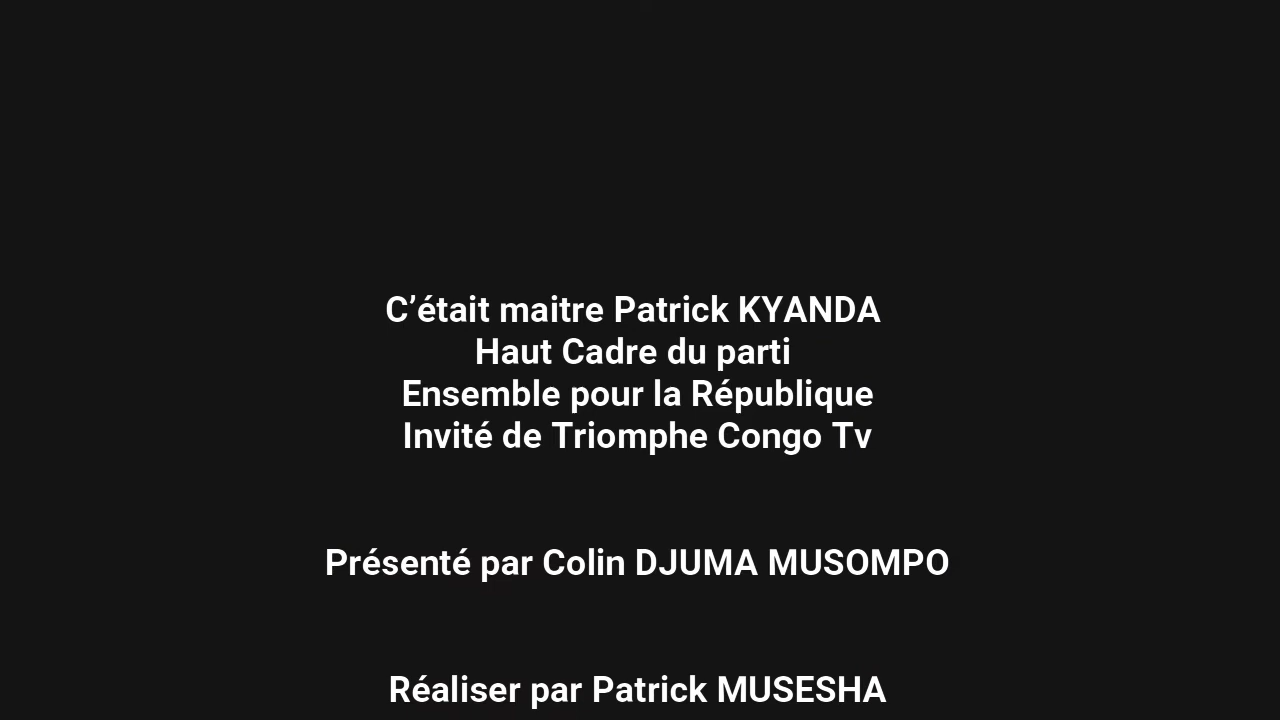 C’était maitre Patrick KYANDA
Haut Cadre du parti
Ensemble pour la République
Invité de Triomphe Congo Tv
Présenté par Colin DJUMA MUSOMPO
Réaliser par Patrick MUSESHA